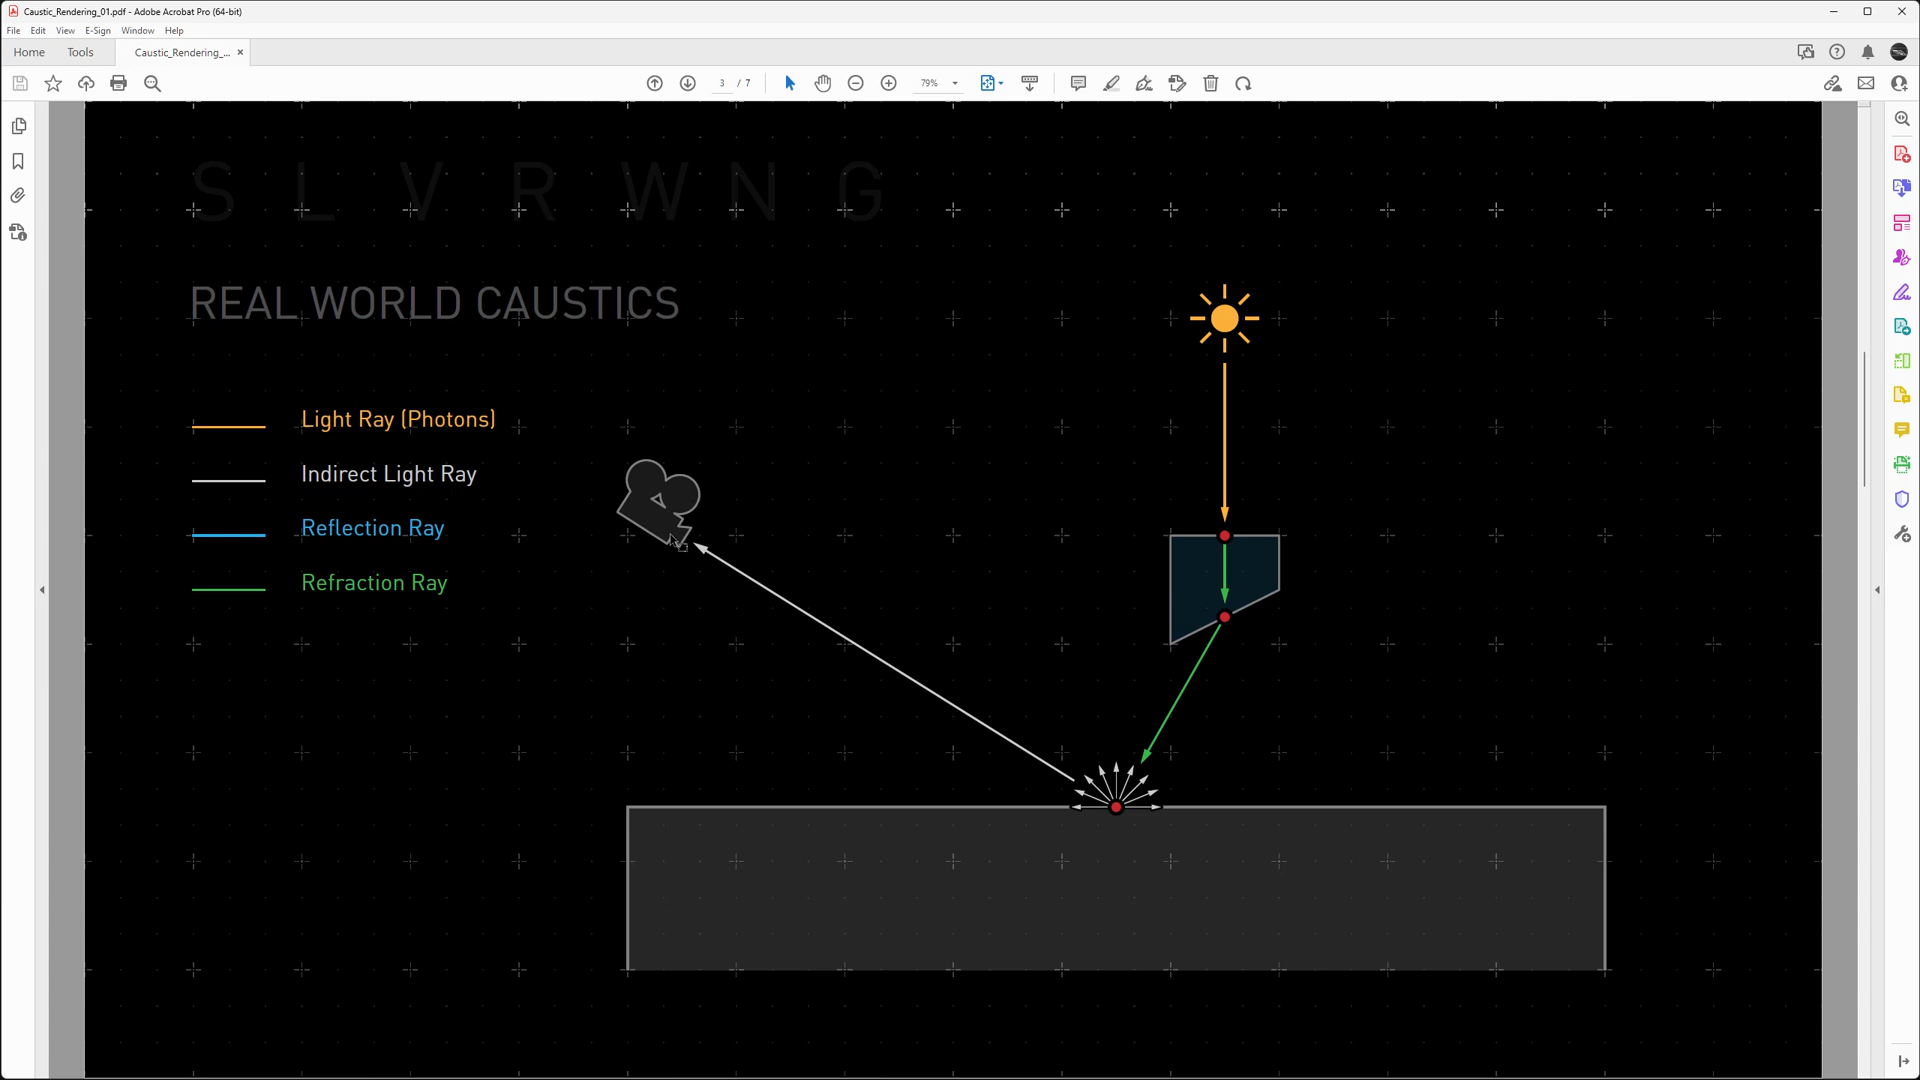 Caustic_Rendering_01.pdf - Adobe Acrobat Pro (64-bit)
File Edit View E-Sign Window Help
Home Tools Caustic_Rendering_... ×
3 / 7 79%
S L V R W N G
REAL WORLD CAUSTICS
Light Ray (Photons)
Indirect Light Ray
Reflection Ray
Refraction Ray